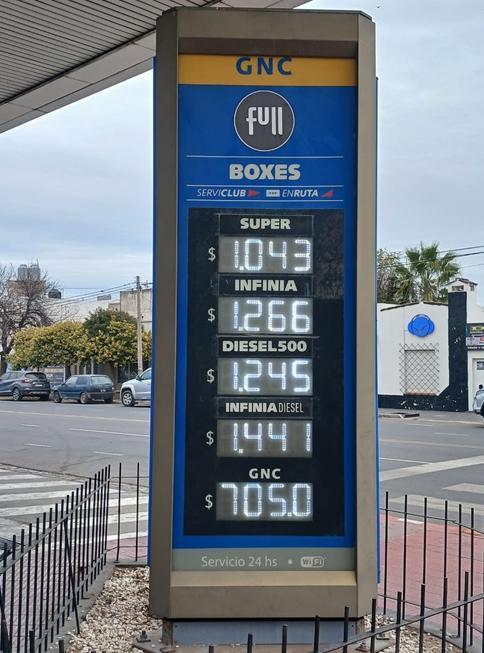 GNC
full
BOXES
SERVICLUB ENRUTA
SUPER
$ 1.043
INFINIA
$ 1.266
DIESEL500
$ 1.245
INFINIA DIESEL
$ 1.441
GNC
$ 705.0
Servicio 24 hs • WiFi